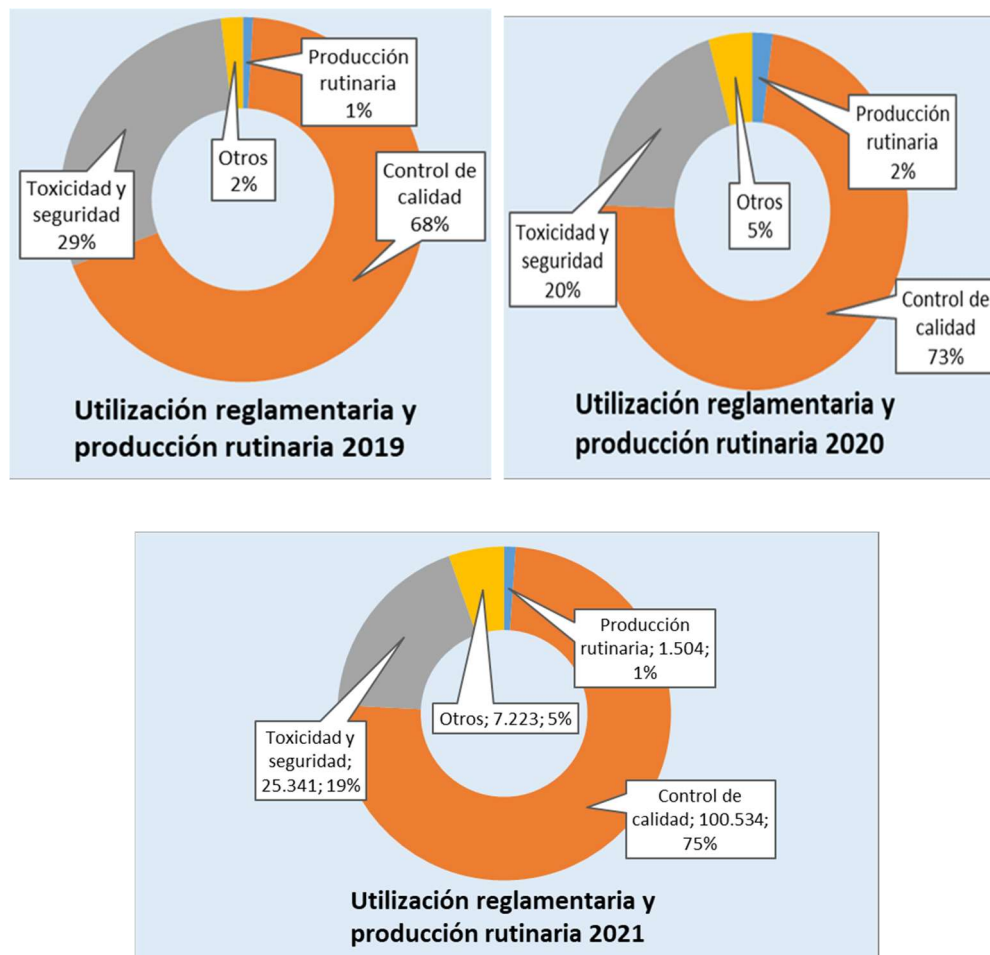 Producción
rutinaria
1%
Otros
2%
Control de
calidad
68%
Toxicidad y
seguridad
29%
Utilización reglamentaria y
producción rutinaria 2019
Producción
rutinaria
2%
Otros
5%
Toxicidad y
seguridad
20%
Control de
calidad
73%
Utilización reglamentaria y
producción rutinaria 2020
Producción
rutinaria; 1.504;
1%
Otros; 7.223; 5%
Toxicidad y
seguridad;
25.341; 19%
Control de
calidad; 100.534;
75%
Utilización reglamentaria y
producción rutinaria 2021